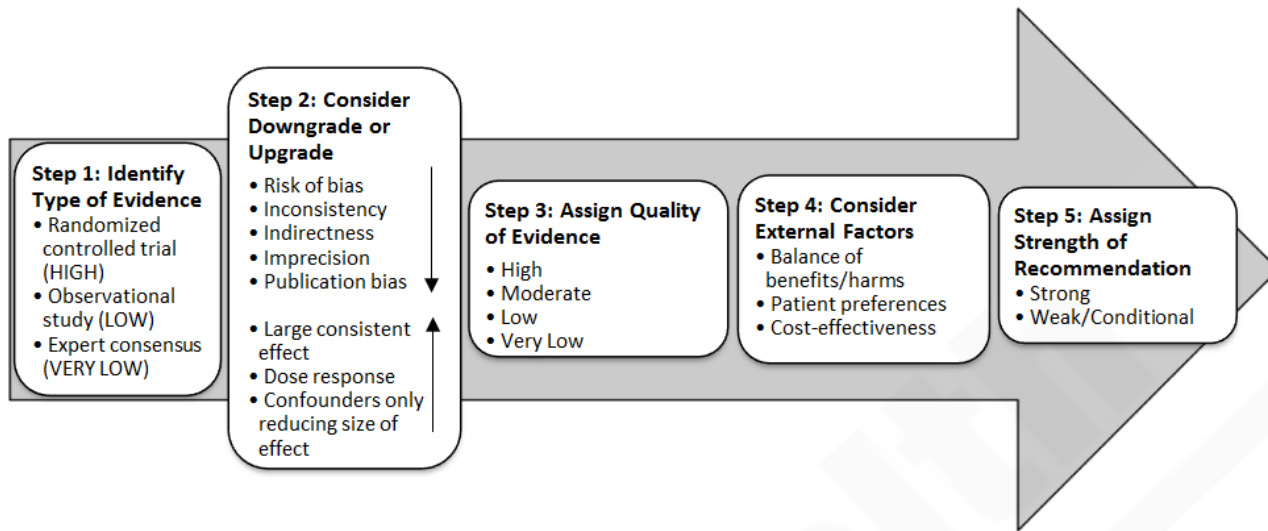 Step 1: Identify
Type of Evidence
• Randomized
controlled trial
(HIGH)
• Observational
study (LOW)
• Expert consensus
(VERY LOW)
Step 2: Consider
Downgrade or
Upgrade
• Risk of bias
• Inconsistency
• Indirectness
• Imprecision
• Publication bias
• Large consistent
effect
• Dose response
• Confounders only
reducing size of
effect
Step 3: Assign Quality
of Evidence
• High
• Moderate
• Low
• Very Low
Step 4: Consider
External Factors
• Balance of
benefits/harms
• Patient preferences
• Cost-effectiveness
Step 5: Assign
Strength of
Recommendation
• Strong
• Weak/Conditional